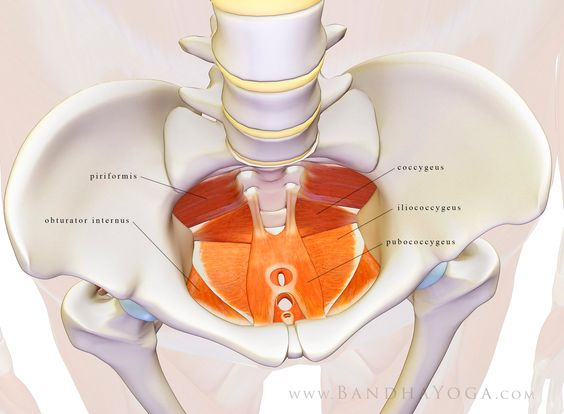 piriformis
coccygeus
obturator internus
iliococcygeus
pubococcygeus
www.BandhaYoga.com